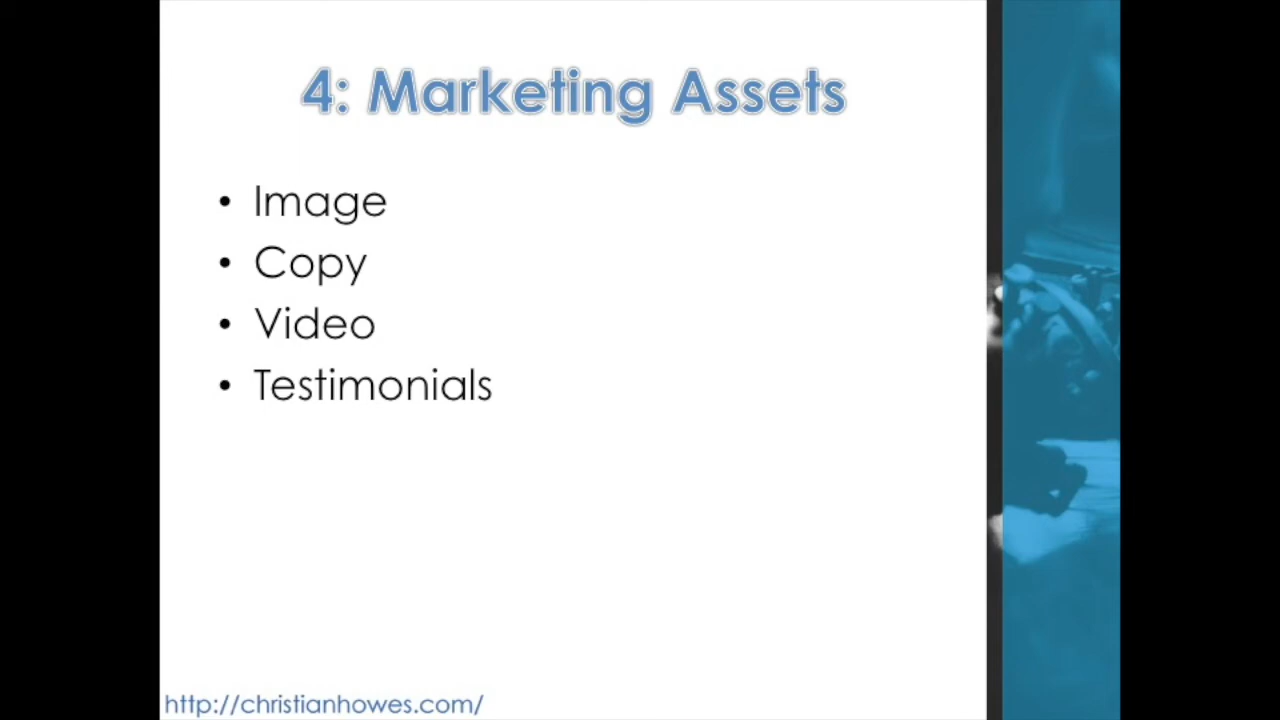 4: Marketing Assets
• Image
• Copy
• Video
• Testimonials
http://christianhowes.com/